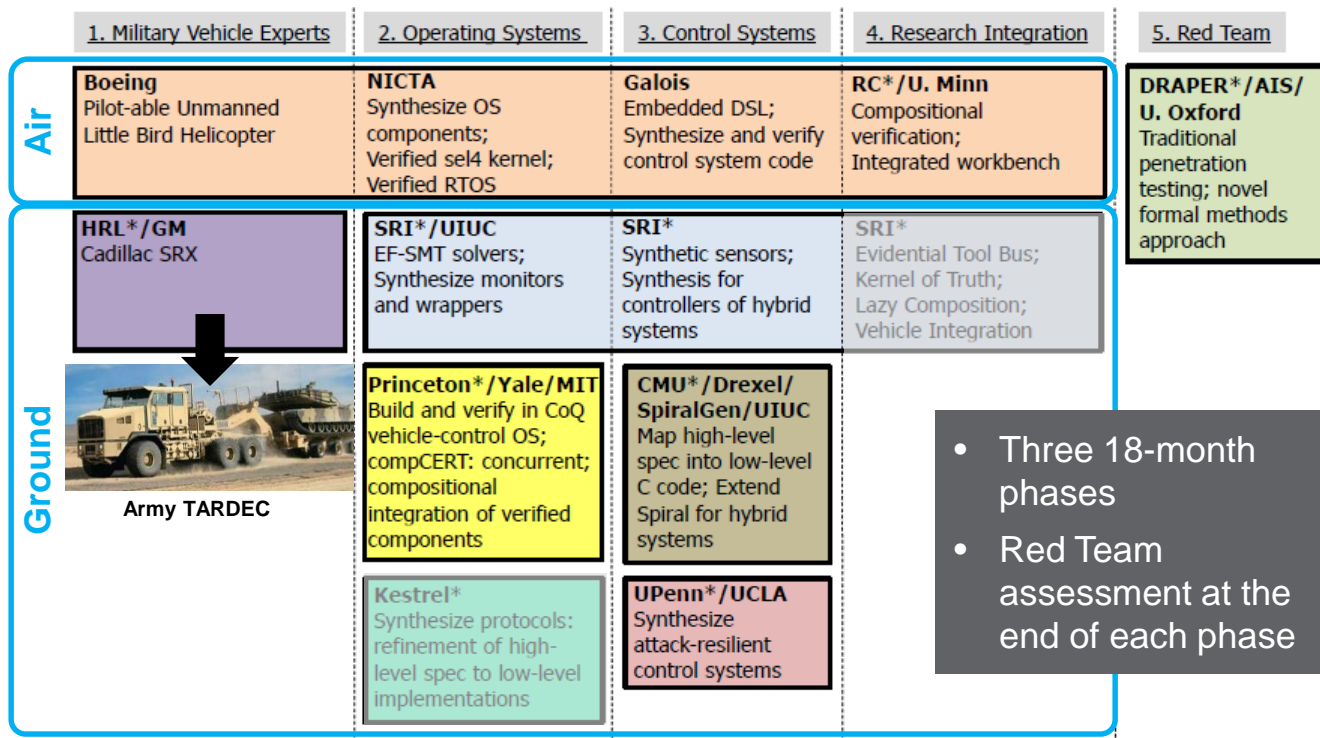 1. Military Vehicle Experts
2. Operating Systems
3. Control Systems
4. Research Integration
5. Red Team
Air
Boeing
Pilot-able Unmanned
Little Bird Helicopter
NICTA
Synthesize OS
components;
Verified sel4 kernel;
Verified RTOS
Galois
Embedded DSL;
Synthesize and verify
control system code
RC*/U. Minn
Compositional
verification;
Integrated workbench
DRAPER*/AIS/
U. Oxford
Traditional
penetration
testing; novel
formal methods
approach
Ground
HRL*/GM
Cadillac SRX
Army TARDEC
SRI*/UIUC
EF-SMT solvers;
Synthesize monitors
and wrappers
SRI*
Synthetic sensors;
Synthesis for
controllers of hybrid
systems
SRI*
Evidential Tool Bus;
Kernel of Truth;
Lazy Composition;
Vehicle Integration
Princeton*/Yale/MIT
Build and verify in CoQ
vehicle-control OS;
compCERT: concurrent;
compositional
integration of verified
components
CMU*/Drexel/
SpiralGen/UIUC
Map high-level
spec into low-level
C code; Extend
Spiral for hybrid
systems
Kestrel*
Synthesize protocols:
refinement of high-
level spec to low-level
implementations
UPenn*/UCLA
Synthesize
attack-resilient
control systems
• Three 18-month
phases
• Red Team
assessment at the
end of each phase